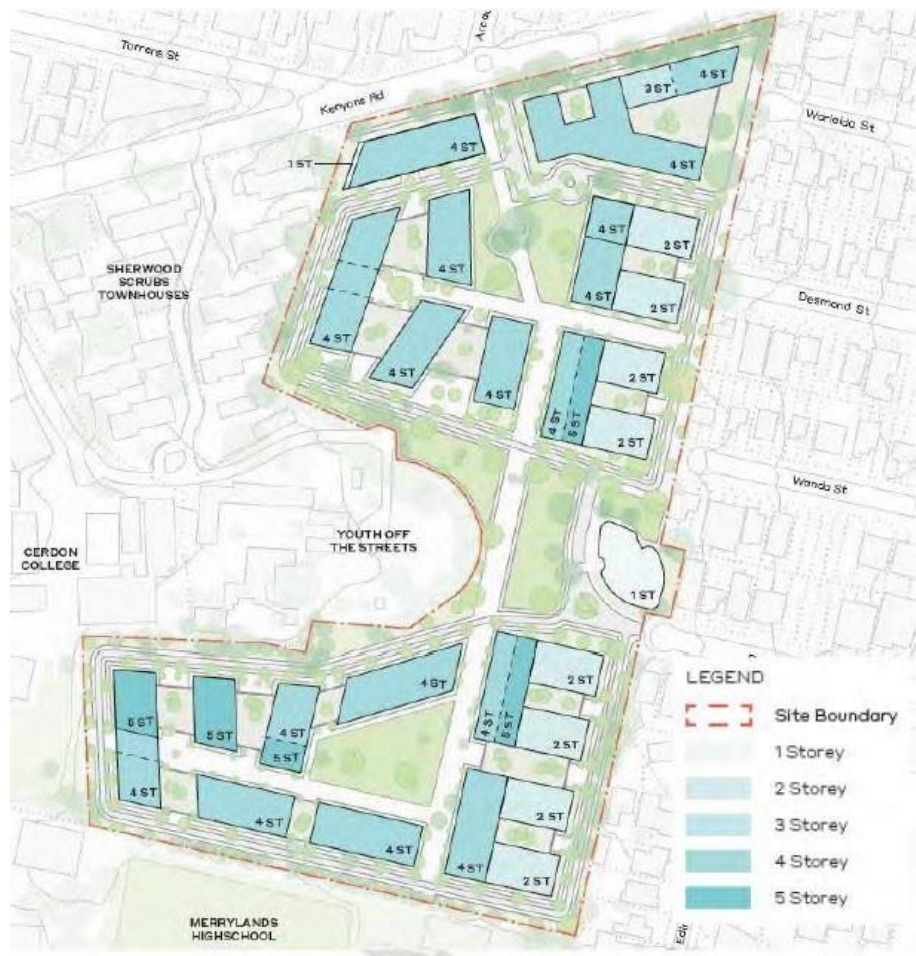 Torrens St
Kenyons Rd
Warialda St
3 ST
4 ST
4 ST
1 ST
4 ST
4 ST
2 ST
4 ST
2 ST
4 ST
SHERWOOD
SCRUBS
TOWNHOUSES
Desmond St
4 ST
4 ST
4 ST
2 ST
4 ST
5 ST
2 ST
Wanda St
YOUTH OFF
THE STREETS
CERDON
COLLEGE
1 ST
4 ST
4 ST
5 ST
2 ST
2 ST
5 ST
5 ST
4 ST
5 ST
4 ST
4 ST
4 ST
4 ST
2 ST
2 ST
MERRYLANDS
HIGHSCHOOL
LEGEND
Site Boundary
1 Storey
2 Storey
3 Storey
4 Storey
5 Storey